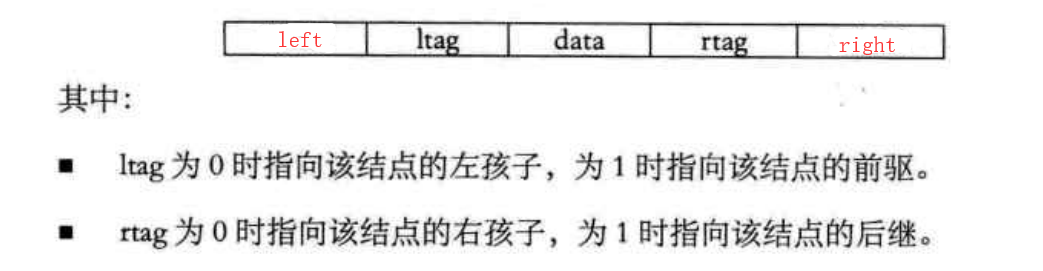 left ltag data rtag right
其中：
■ ltag 为 0 时指向该结点的左孩子，为 1 时指向该结点的前驱。
■ rtag 为 0 时指向该结点的右孩子，为 1 时指向该结点的后继。